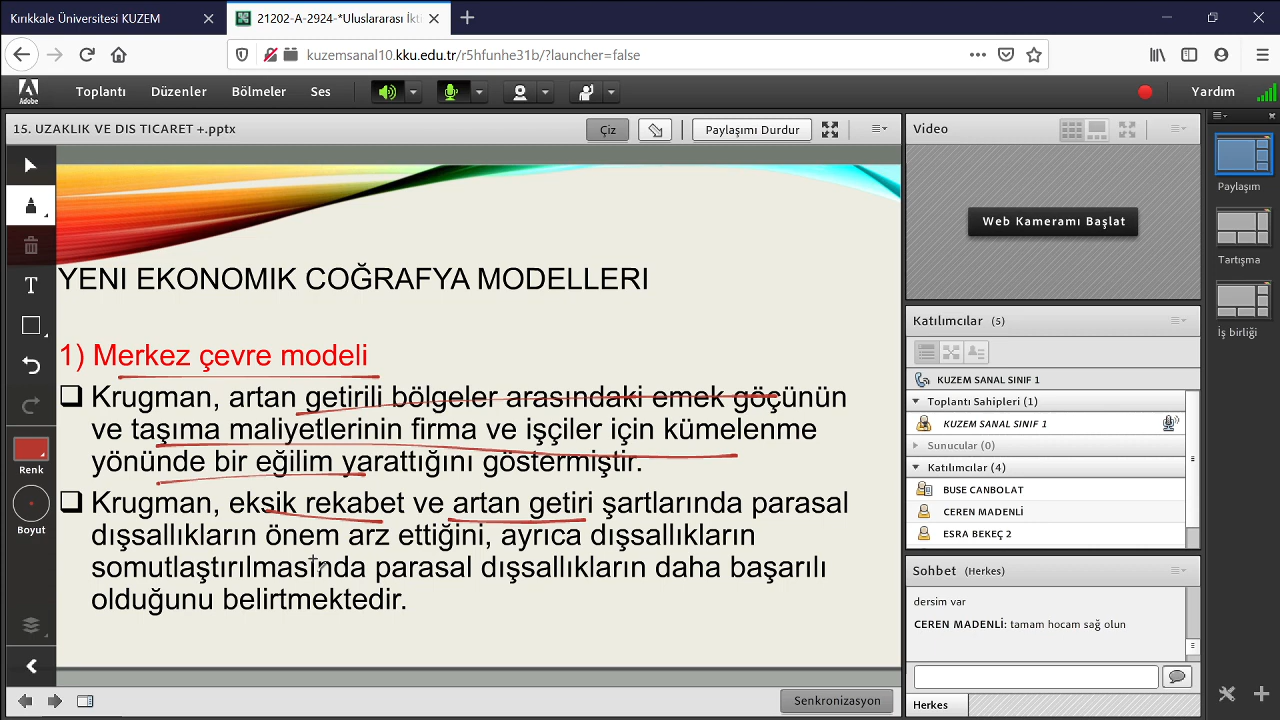 Kırıkkale Üniversitesi KUZEM
21202-A-2924-*Uluslararası İkti
kuzemsanal10.kku.edu.tr/r5hfunhe31b/?launcher=false
Adobe
Toplantı
Düzenler
Bölmeler
Ses
Yardım
15. UZAKLIK VE DIS TICARET +.pptx
Çiz
Paylaşımı Durdur
YENI EKONOMIK COĞRAFYA MODELLERI
1) Merkez çevre modeli
Krugman, artan getirili bölgeler arasındaki emek göçünün
ve taşıma maliyetlerinin firma ve işçiler için kümelenme
yönünde bir eğilim yarattığını göstermiştir.
Krugman, eksik rekabet ve artan getiri şartlarında parasal
dışsallıkların önem arz ettiğini, ayrıca dışsallıkların
somutlaştırılmasında parasal dışsallıkların daha başarılı
olduğunu belirtmektedir.
Renk
Boyut
Senkronizasyon
Video
Web Kameramı Başlat
Katılımcılar (5)
KUZEM SANAL SINIF 1
Toplantı Sahipleri (1)
KUZEM SANAL SINIF 1
Sunucular (0)
Katılımcılar (4)
BUSE CANBOLAT
CEREN MADENLİ
ESRA BEKEÇ 2
Sohbet (Herkes)
dersim var
CEREN MADENLİ: tamam hocam sağ olun
Herkes
Paylaşım
Tartışma
İş birliği